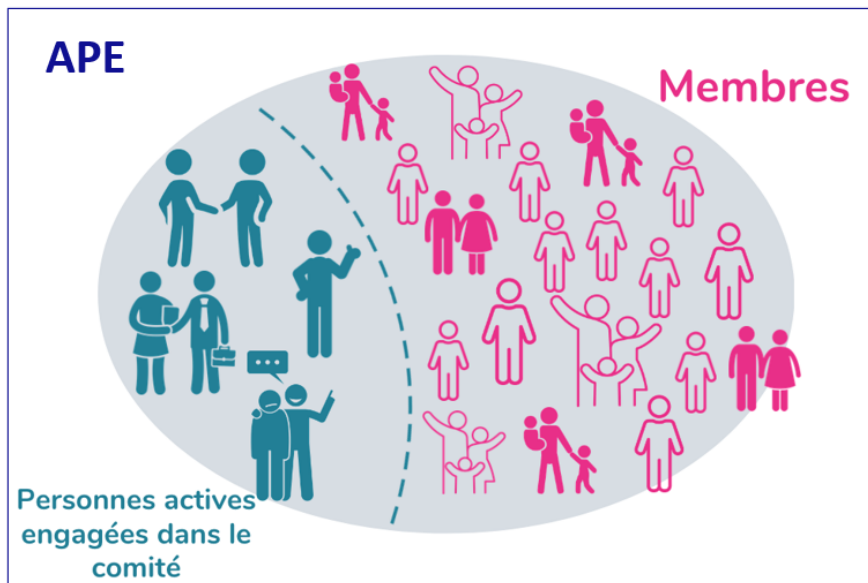 APE
Membres
Personnes actives
engagées dans le
comité